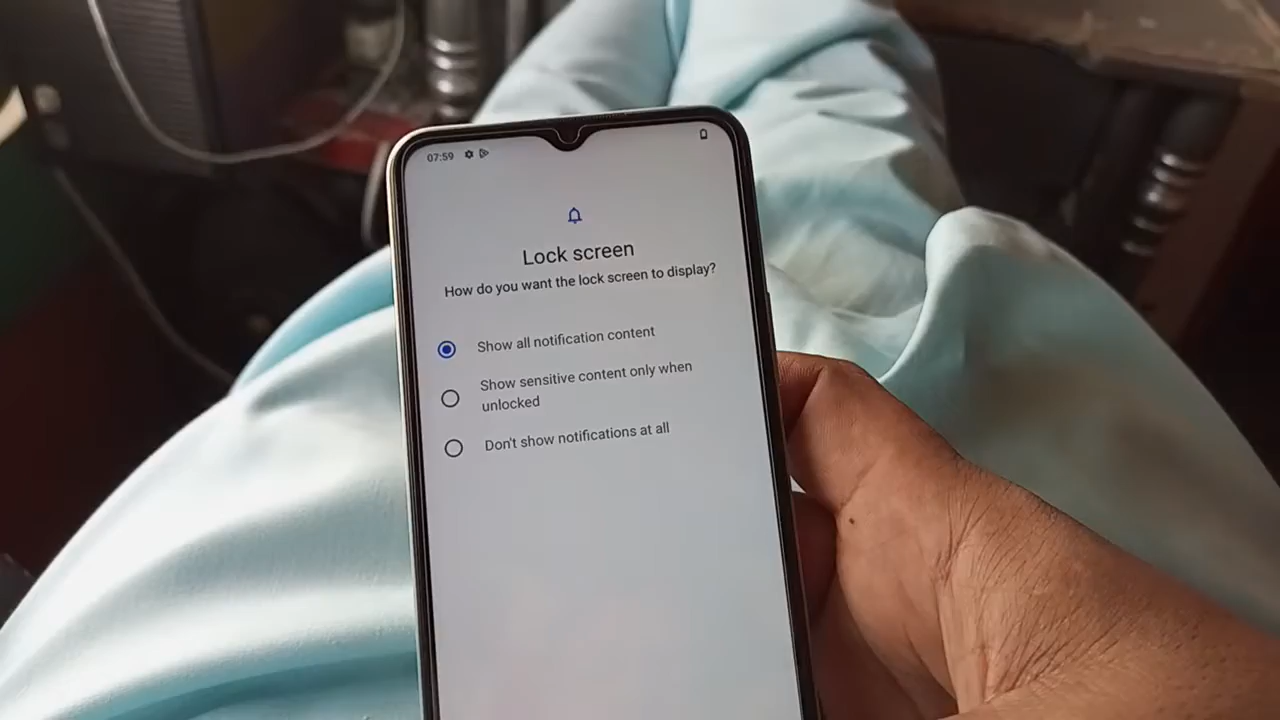 07:59
Lock screen
How do you want the lock screen to display?
Show all notification content
Show sensitive content only when
unlocked
Don't show notifications at all